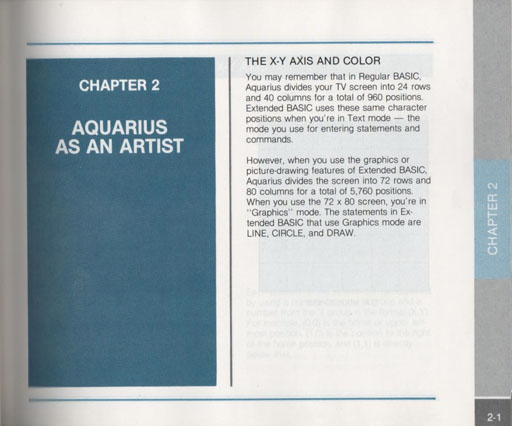 CHAPTER 2
AQUARIUS
AS AN ARTIST
THE X-Y AXIS AND COLOR
You may remember that in Regular BASIC,
Aquarius divides your TV screen into 24 rows
and 40 columns for a total of 960 positions.
Extended BASIC uses these same character
positions when you're in Text mode — the
mode you use for entering statements and
commands.
However, when you use the graphics or
picture-drawing features of Extended BASIC,
Aquarius divides the screen into 72 rows and
80 columns for a total of 5,760 positions.
When you use the 72 x 80 screen, you're in
"Graphics" mode. The statements in Ex-
tended BASIC that use Graphics mode are
LINE, CIRCLE, and DRAW.
CHAPTER 2
2-1